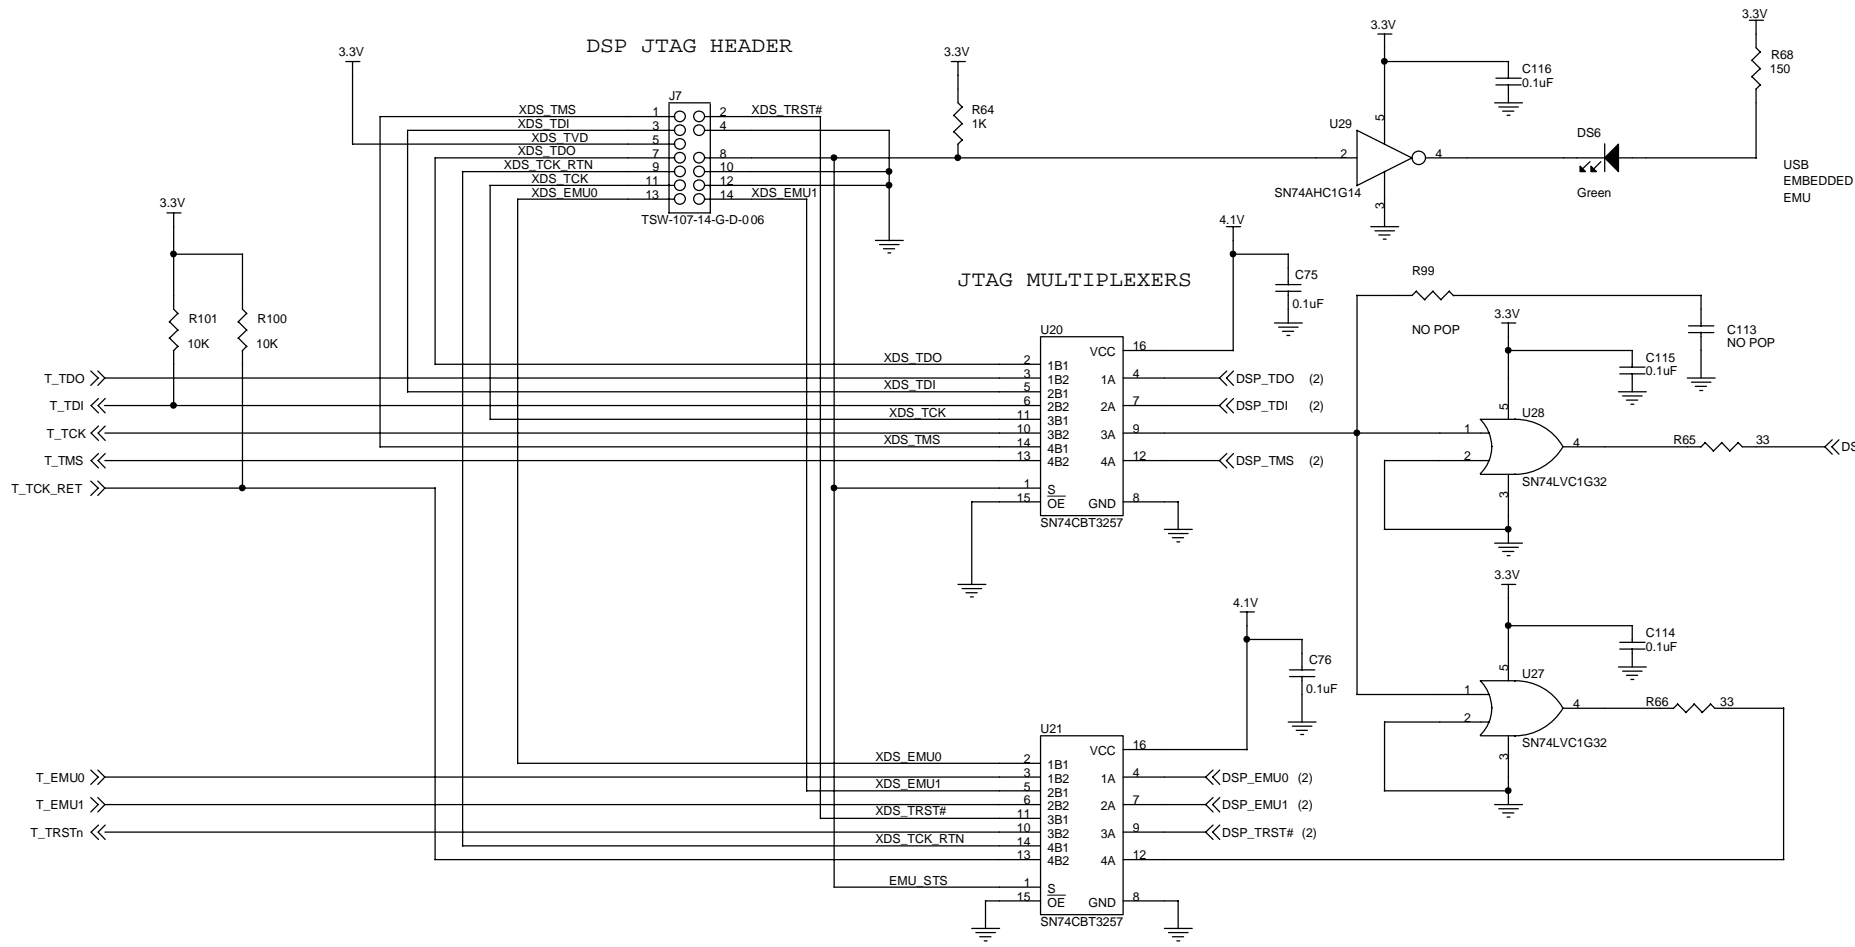 DSP JTAG HEADER
3.3V
3.3V
3.3V
3.3V
R68
150
C116
0.1uF
J7
XDS_TMS 1 2 XDS_TRST#
XDS_TDI 3 4
XDS_TVD 5
XDS_TDO 7 8
XDS_TCK_RTN 9 10
XDS_TCK 11 12
XDS_EMU0 13 14 XDS_EMU1
TSW-107-14-G-D-006
R64
1K
U29
5
2 4
3
SN74AHC1G14
DS6
Green
USB
EMBEDDED
EMU
3.3V
R101
10K
R100
10K
JTAG MULTIPLEXERS
4.1V
C75
0.1uF
R99
NO POP
C113
NO POP
3.3V
C115
0.1uF
U20
VCC 16
XDS_TDO 2 1B1
T_TDO 3 1B2 1A 4 DSP_TDO (2)
XDS_TDI 5 2B1
T_TDI 6 2B2 2A 7 DSP_TDI (2)
XDS_TCK 11 3B1
T_TCK 10 3B2 3A 9
XDS_TMS 14 4B1
T_TMS 13 4B2 4A 12 DSP_TMS (2)
T_TCK_RET
1 S
15 OE GND 8
SN74CBT3257
U28
5
1
2
4
3
SN74LVC1G32
R65 33
DS
3.3V
C114
0.1uF
U27
5
1
2
4
3
SN74LVC1G32
R66 33
4.1V
C76
0.1uF
U21
VCC 16
XDS_EMU0 2 1B1
T_EMU0 3 1B2 1A 4 DSP_EMU0 (2)
XDS_EMU1 5 2B1
T_EMU1 6 2B2 2A 7 DSP_EMU1 (2)
XDS_TRST# 11 3B1
T_TRSTn 10 3B2 3A 9 DSP_TRST# (2)
XDS_TCK_RTN 14 4B1
13 4B2 4A 12
EMU_STS 1 S
15 OE GND 8
SN74CBT3257